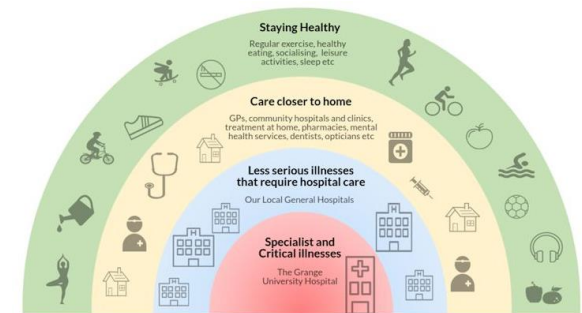 Staying Healthy
Regular exercise, healthy
eating, socialising, leisure
activities, sleep etc
Care closer to home
GPs, community hospitals and clinics,
treatment at home, pharmacies, mental
health services, dentists, opticians etc
Less serious illnesses
that require hospital care
Our Local General Hospitals
Specialist and
Critical illnesses
The Grange
University Hospital